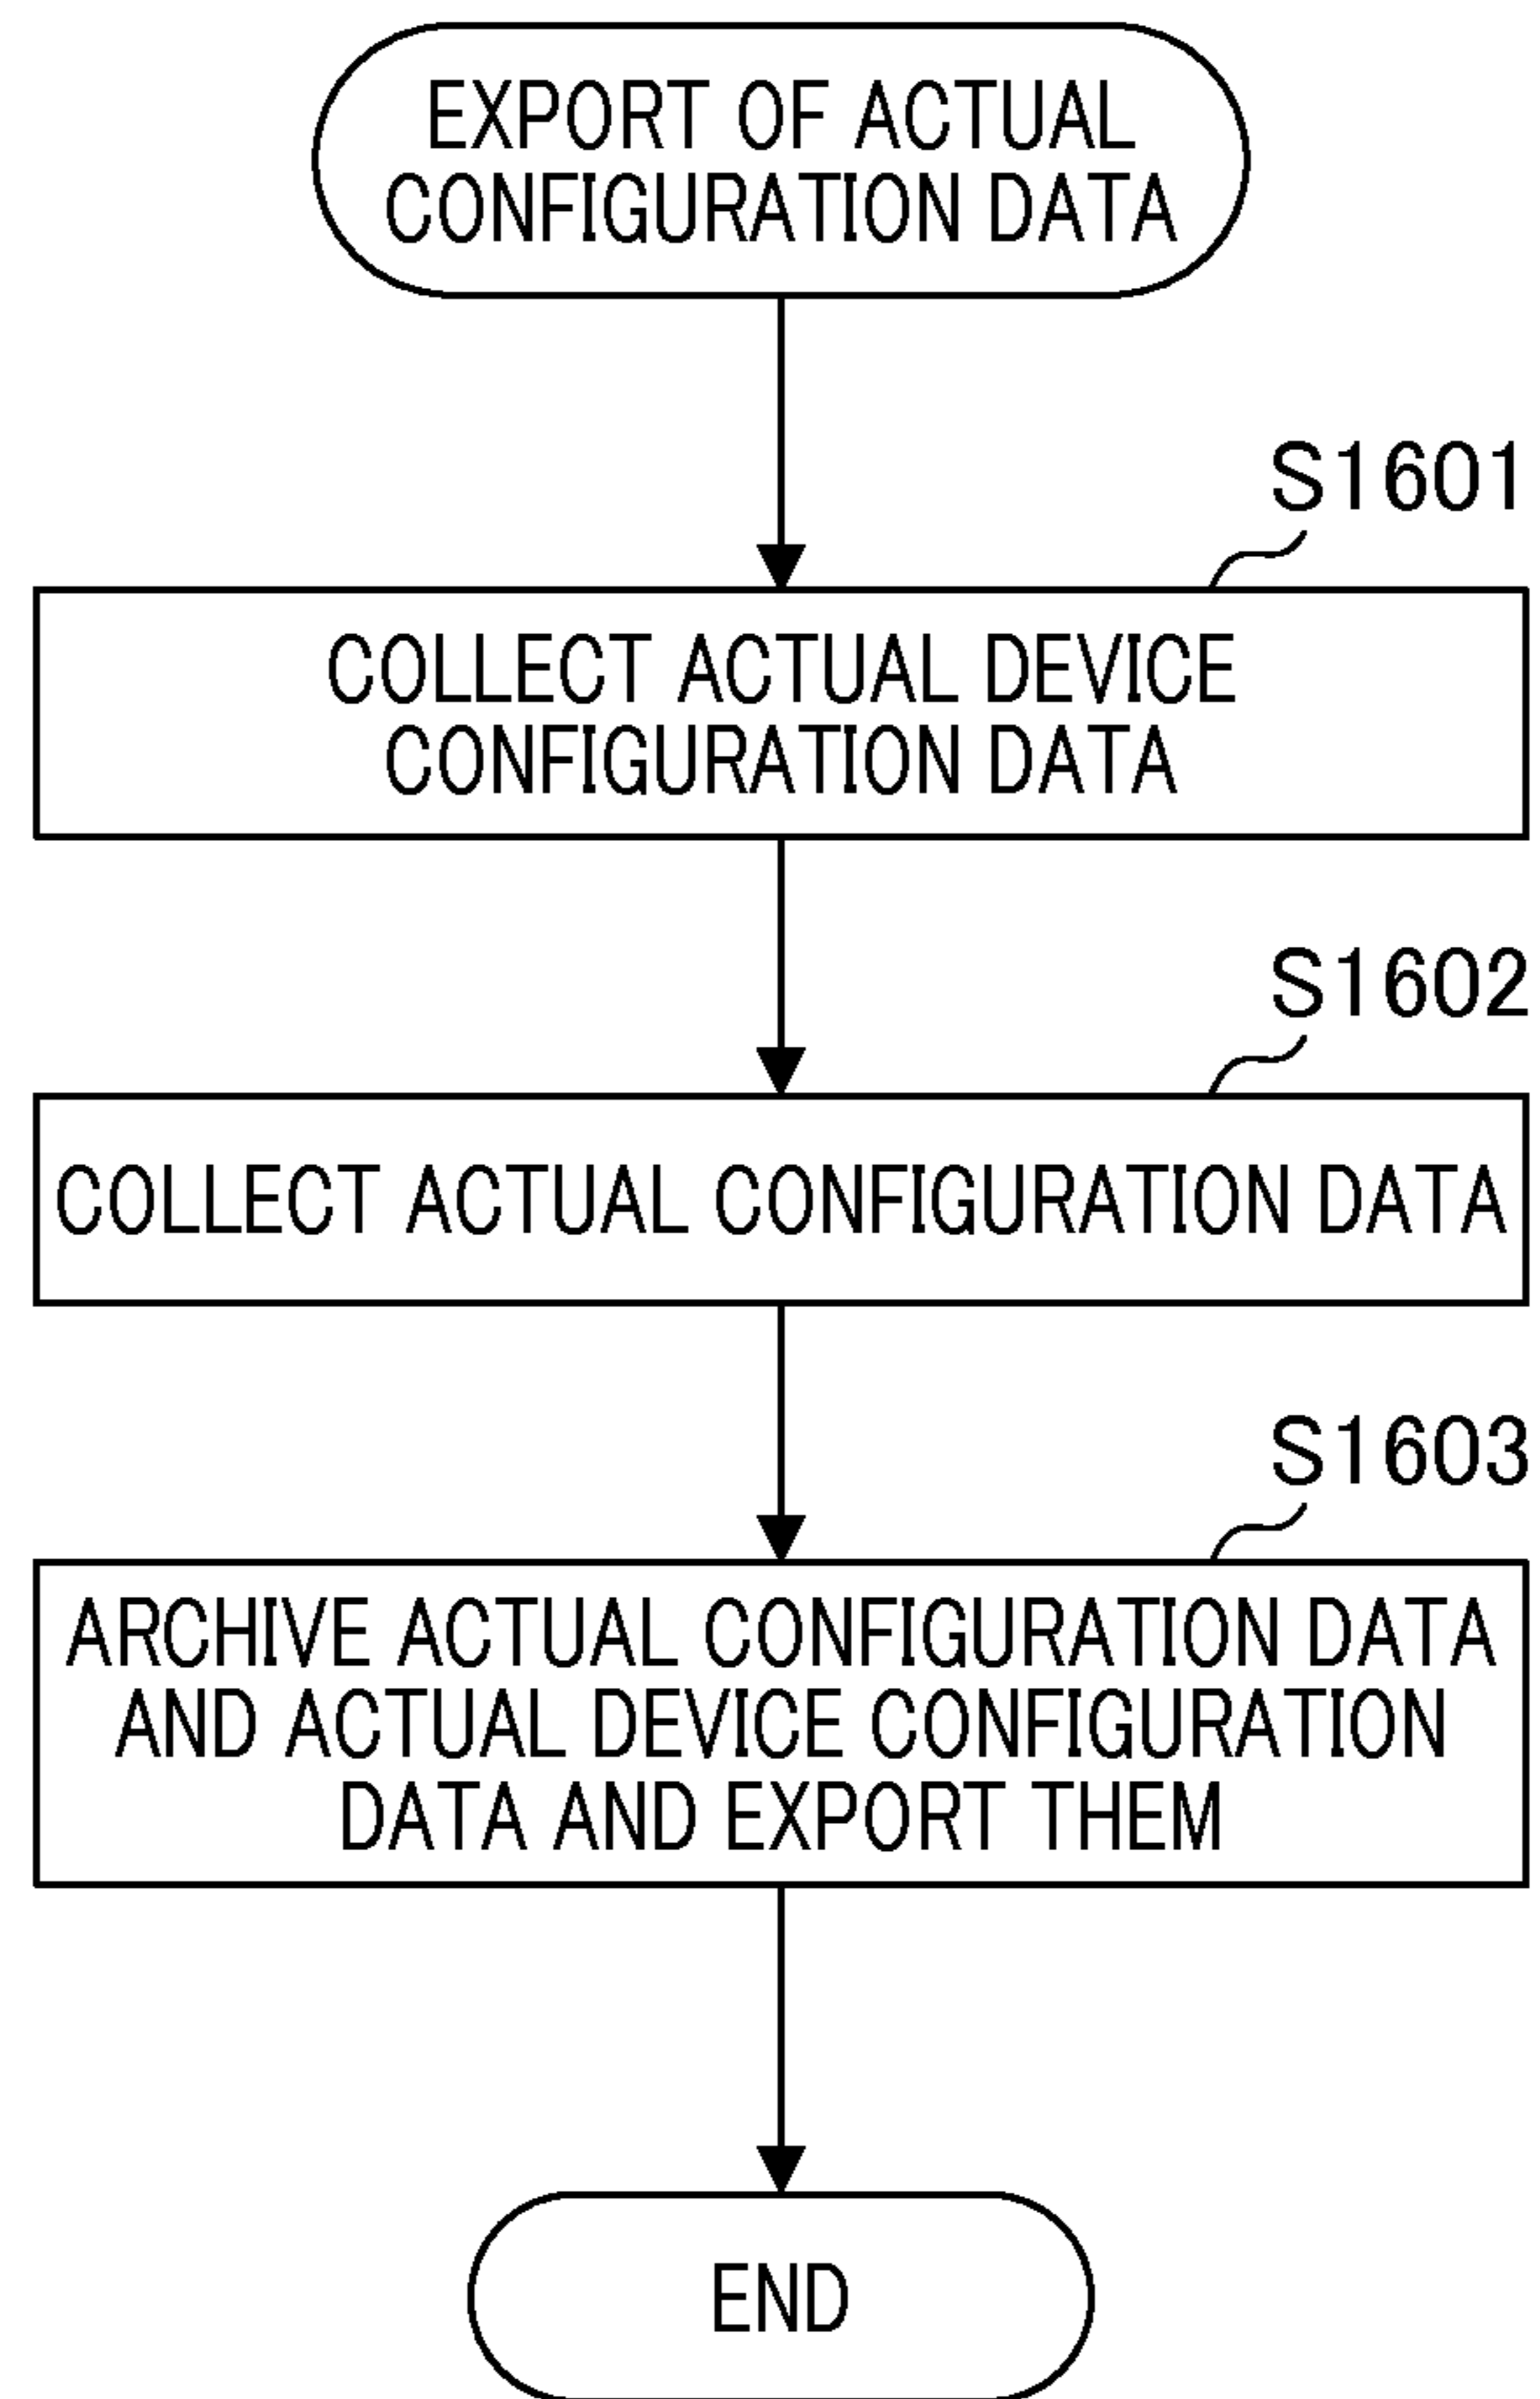 EXPORT OF ACTUAL
CONFIGURATION DATA
S1601
COLLECT ACTUAL DEVICE
CONFIGURATION DATA
S1602
COLLECT ACTUAL CONFIGURATION DATA
S1603
ARCHIVE ACTUAL CONFIGURATION DATA
AND ACTUAL DEVICE CONFIGURATION
DATA AND EXPORT THEM
END